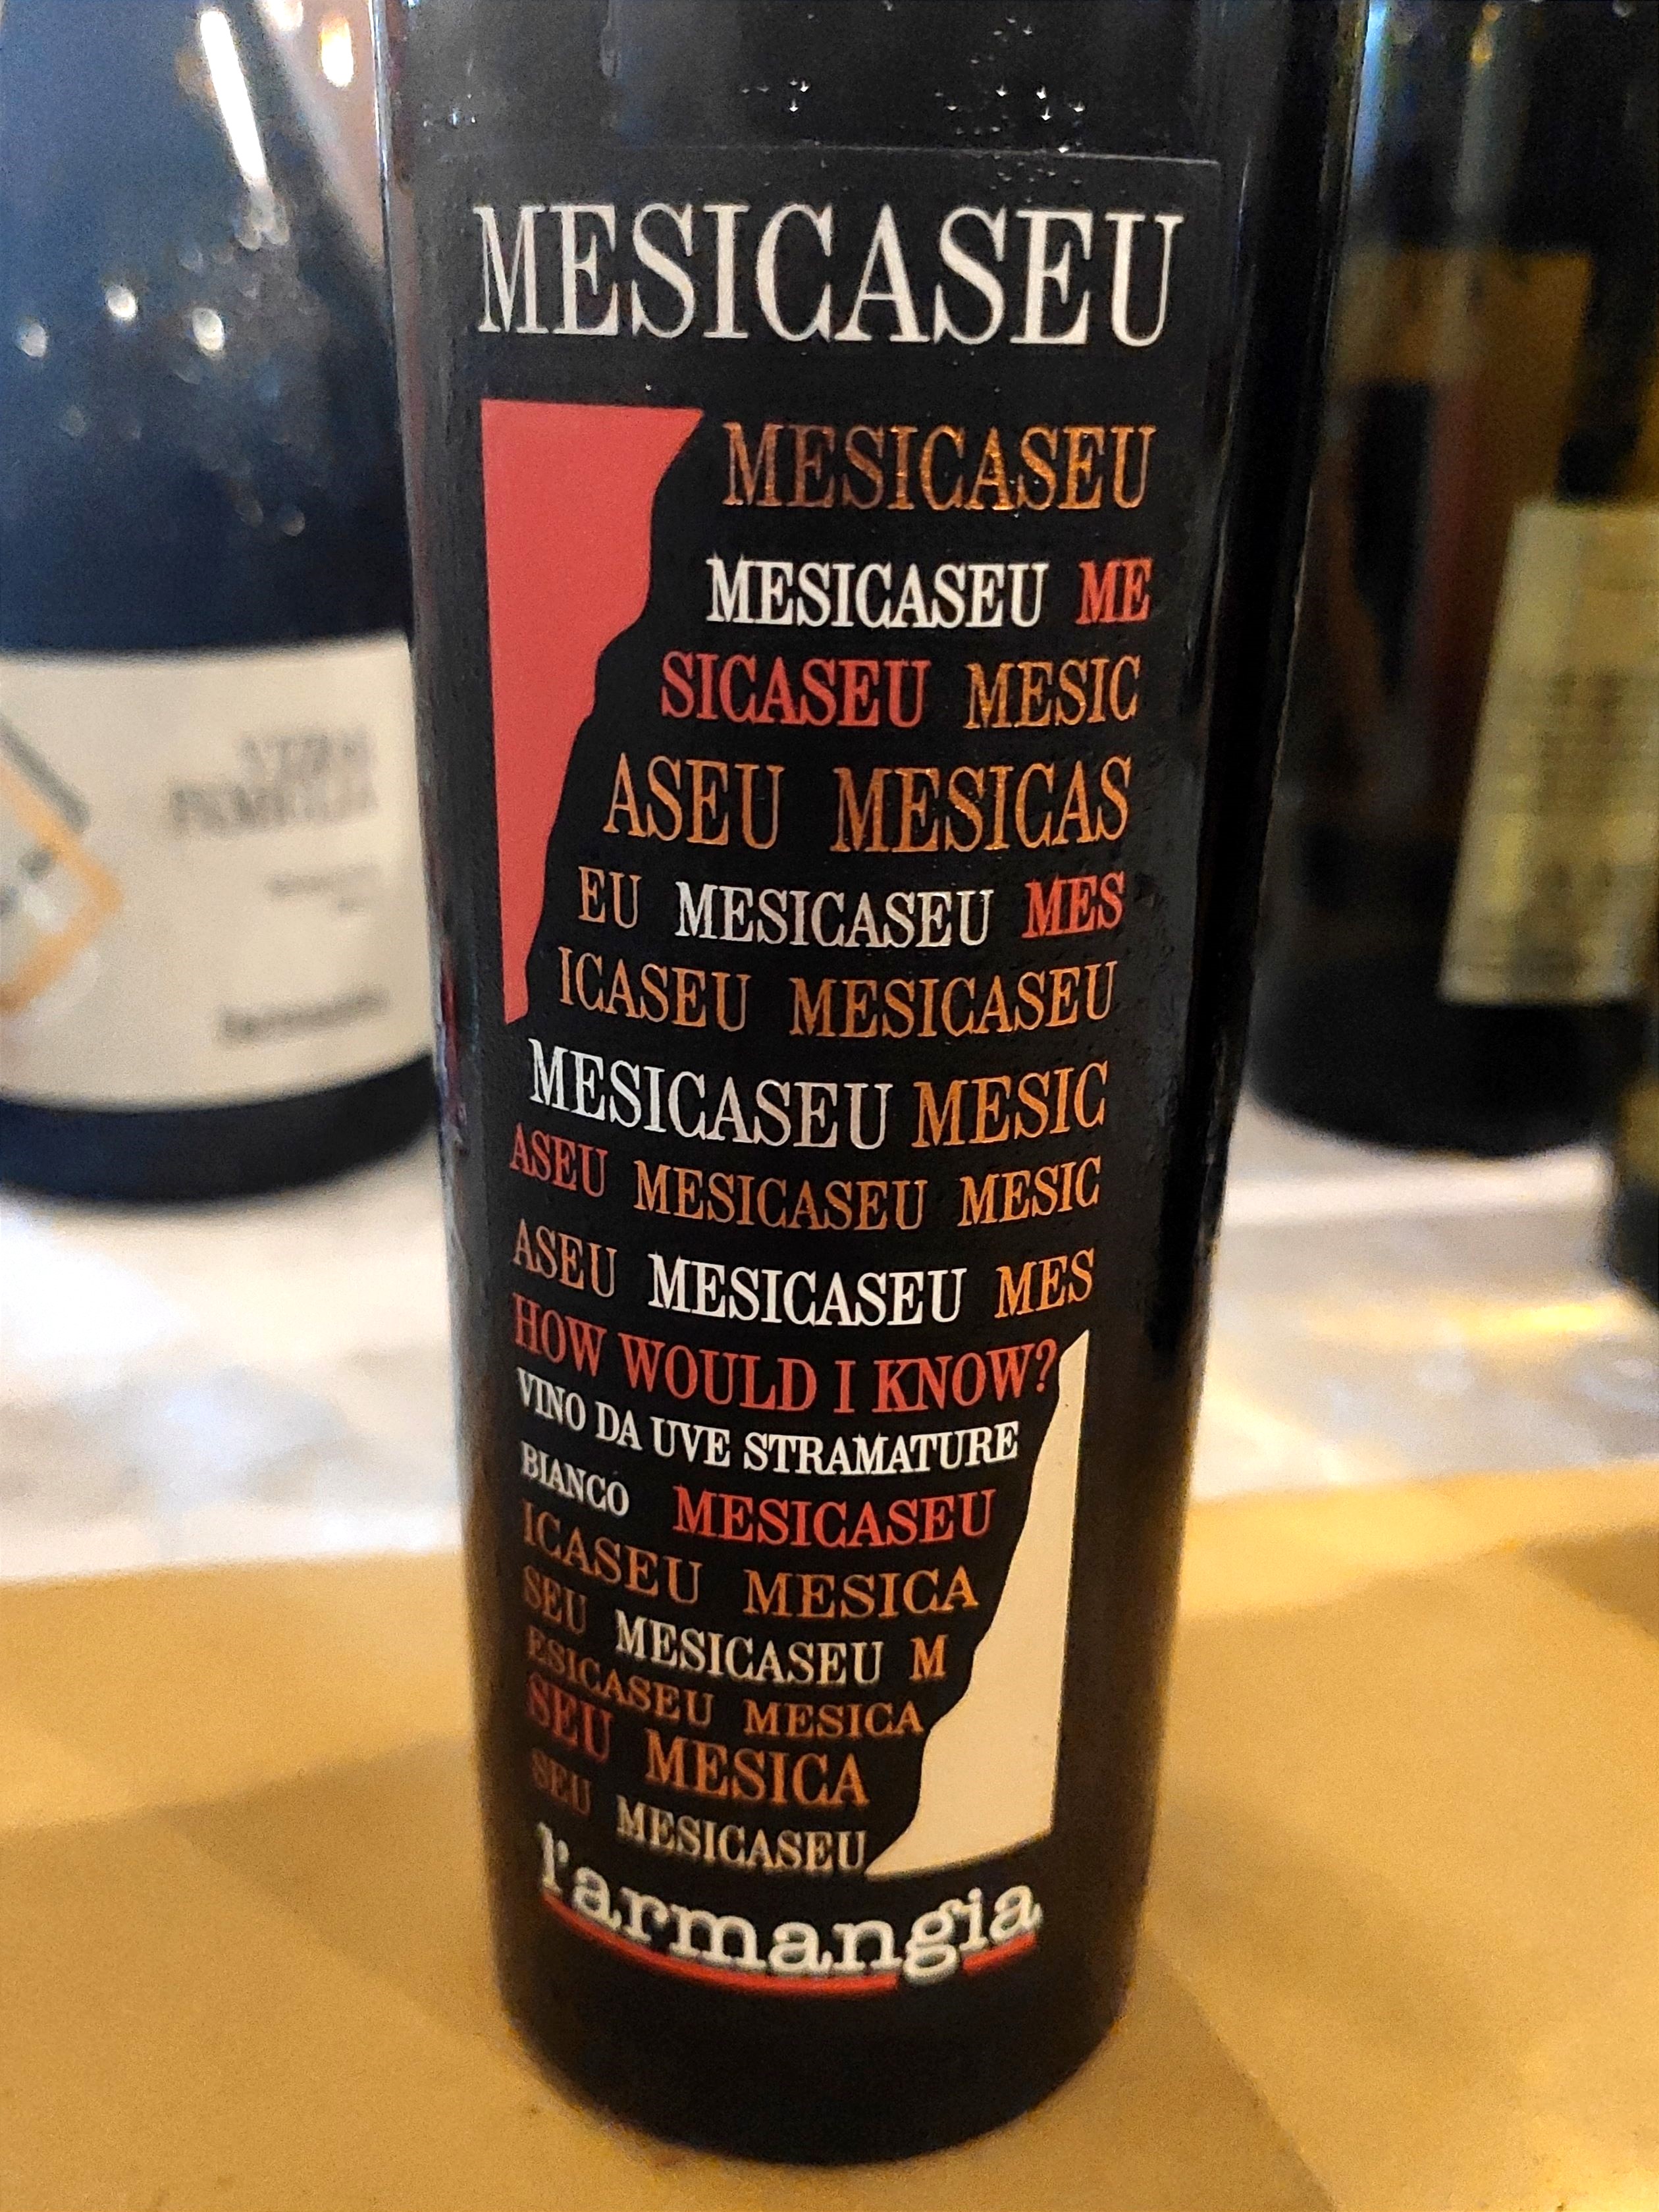 MESICASEU
MESICASEU
MESICASEU ME
SICASEU MESIC
ASEU MESICAS
EU MESICASEU MES
ICASEU MESICASEU
MESICASEU MESIC
ASEU MESICASEU MESIC
ASEU MESICASEU MES
HOW WOULD I KNOW?
VINO DA UVE STRAMATURE
BIANCO MESICASEU
ICASEU MESICA
SEU MESICASEU M
ESICASEU MESICA
SEU MESICA
SEU MESICASEU
l'armangia